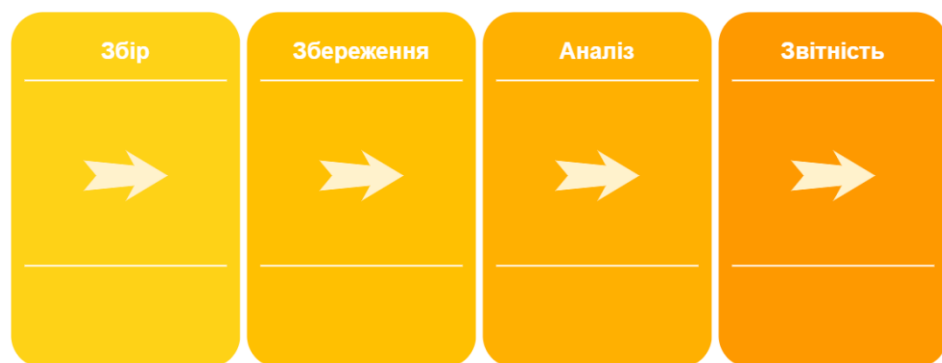 Збір
Збереження
Аналіз
Звітність